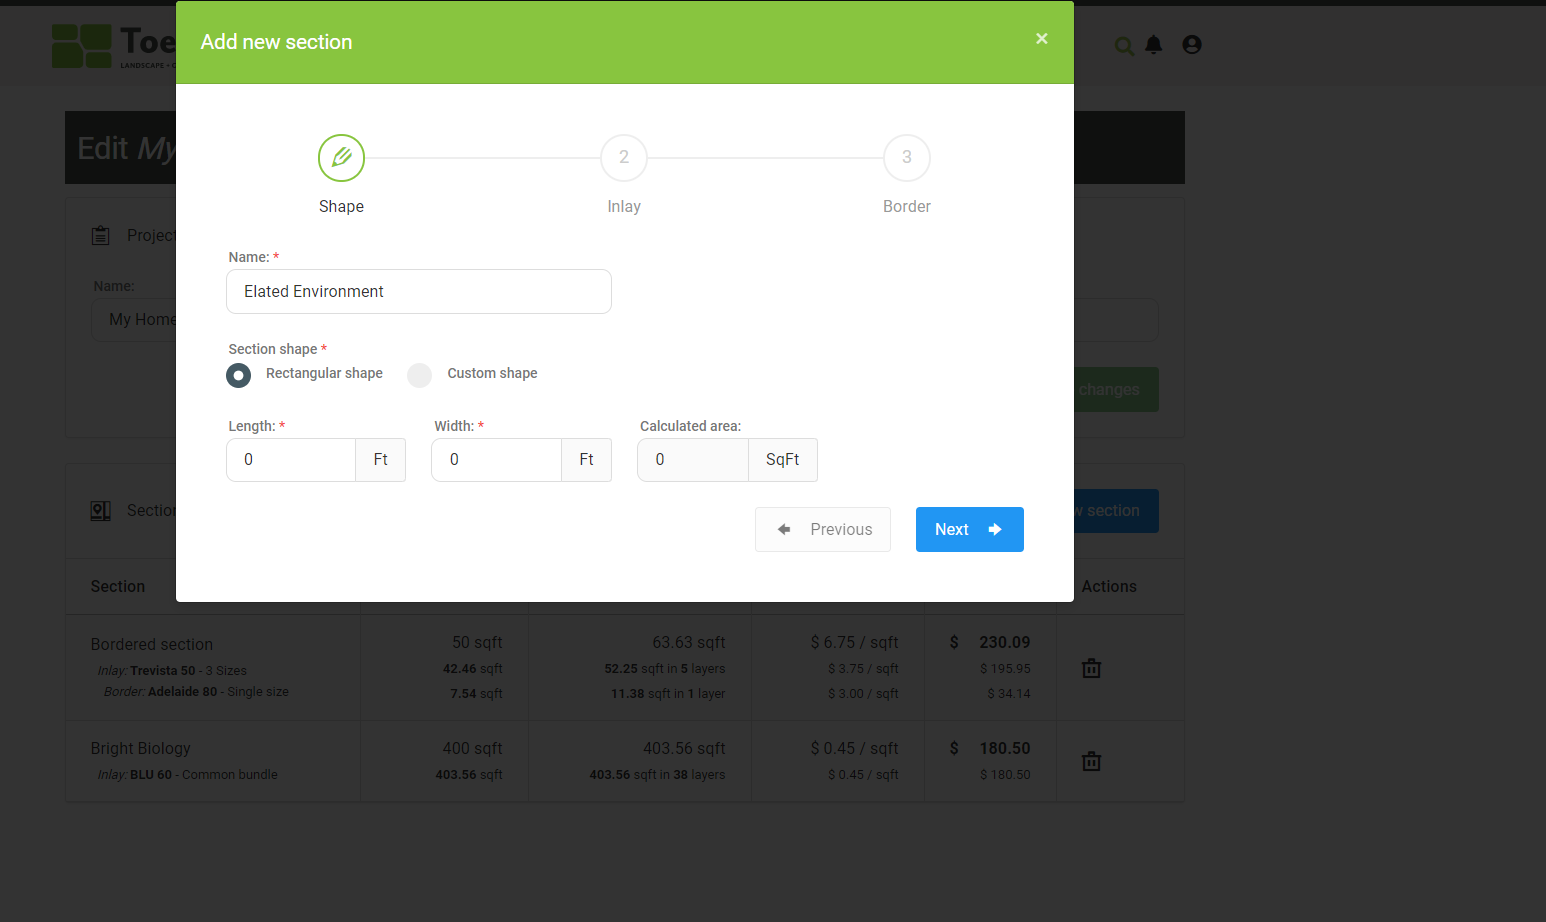 Add new section ×
Toe
LANDSCAPE • C
Edit My
2 3
Shape Inlay Border
Project
Name: *
Name:
Elated Environment
My Home
Section shape *
Rectangular shape Custom shape
changes
Length: * Width: * Calculated area:
0 Ft 0 Ft 0 SqFt
Section
w section
Previous Next
Section Actions
Bordered section 50 sqft 63.63 sqft $ 6.75 / sqft $ 230.09
Inlay: Trevista 50 - 3 Sizes 42.46 sqft 52.25 sqft in 5 layers $ 3.75 / sqft $ 195.95
Border: Adelaide 80 - Single size 7.54 sqft 11.38 sqft in 1 layer $ 3.00 / sqft $ 34.14
Bright Biology 400 sqft 403.56 sqft $ 0.45 / sqft $ 180.50
Inlay: BLU 60 - Common bundle 403.56 sqft 403.56 sqft in 38 layers $ 0.45 / sqft $ 180.50